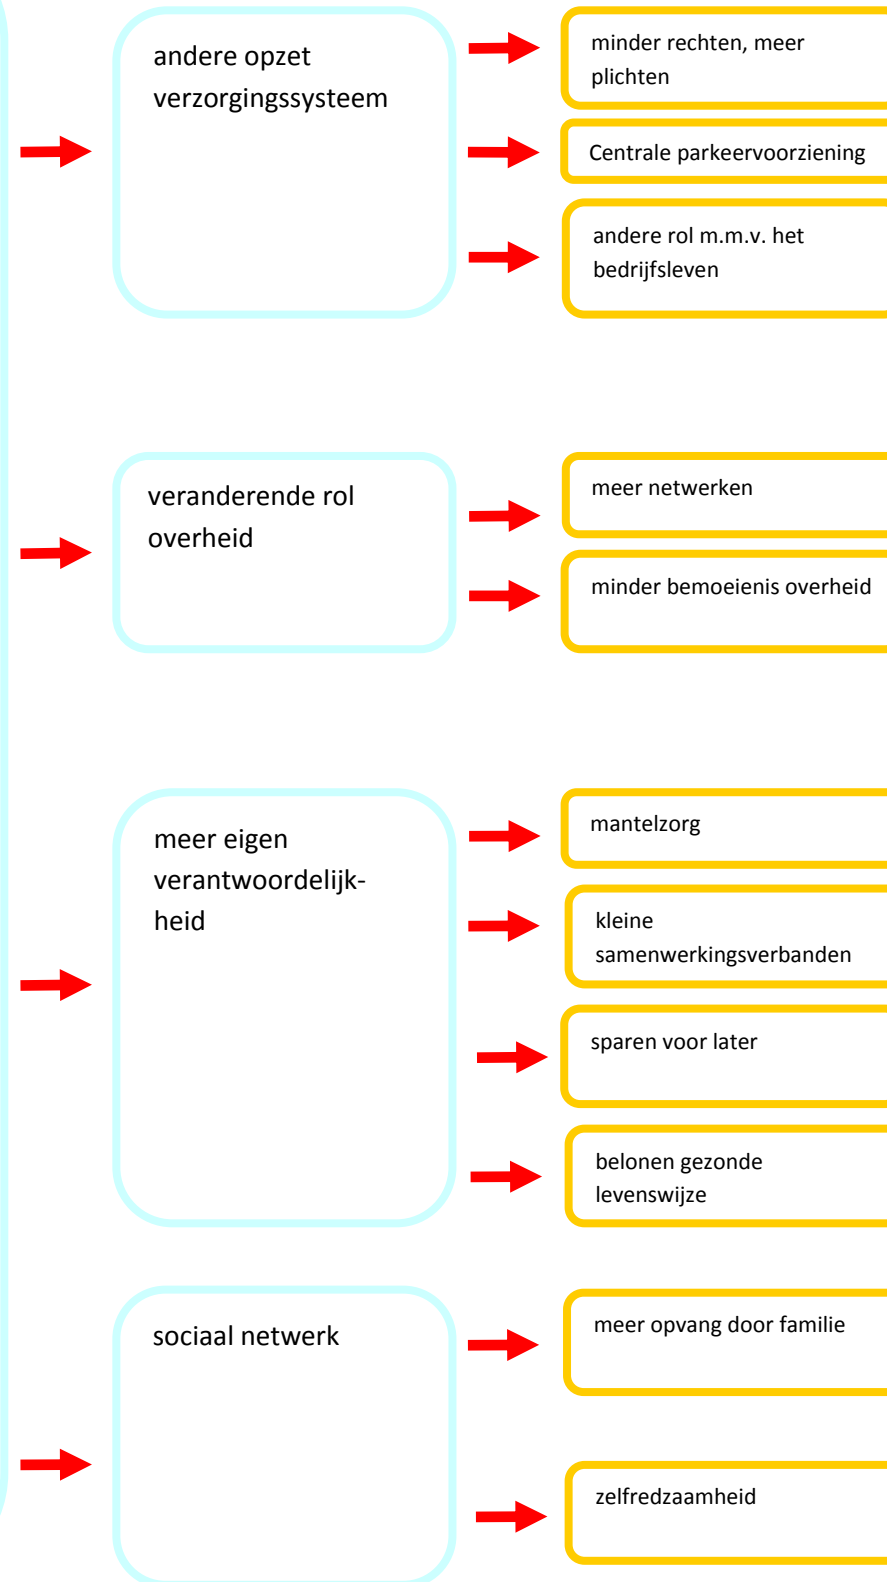 andere opzet
verzorgingssysteem
minder rechten, meer
plichten
Centrale parkeervoorziening
andere rol m.m.v. het
bedrijfsleven
veranderende rol
overheid
meer netwerken
minder bemoeienis overheid
meer eigen
verantwoordelijk-
heid
mantelzorg
kleine
samenwerkingsverbanden
sparen voor later
belonen gezonde
levenswijze
sociaal netwerk
meer opvang door familie
zelfredzaamheid